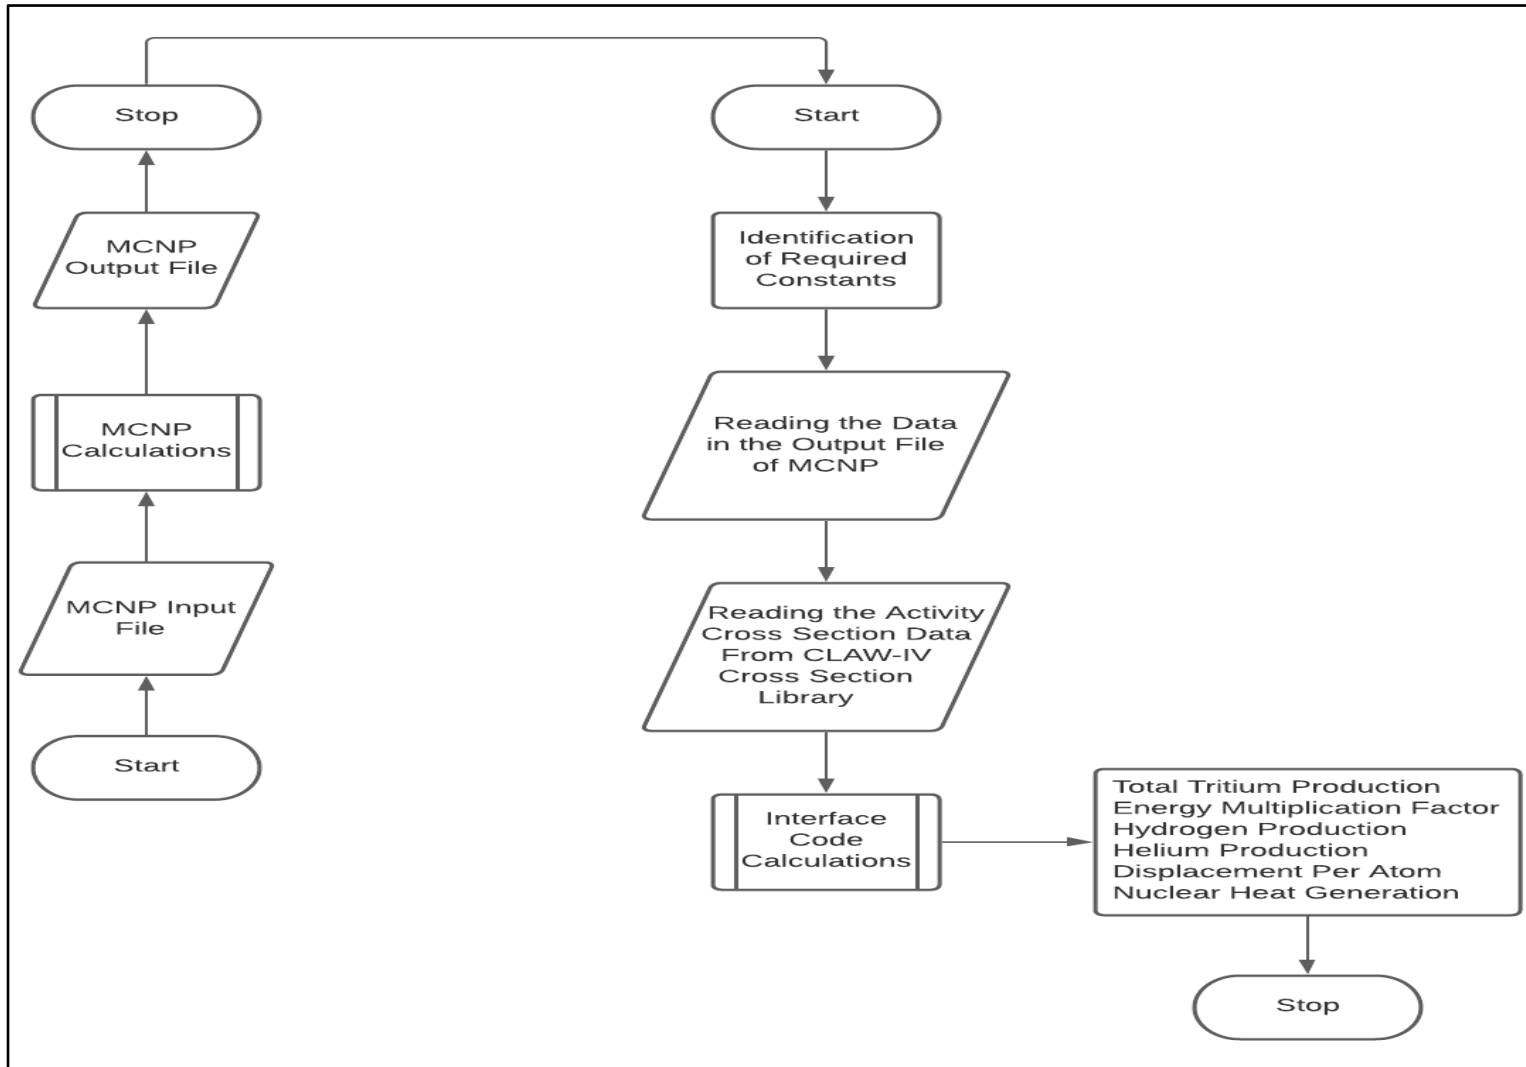 Stop
MCNP
Output File
MCNP
Calculations
MCNP Input
File
Start
Start
Identification
of Required
Constants
Reading the Data
in the Output File
of MCNP
Reading the Activity
Cross Section Data
From CLAW-IV
Cross Section
Library
Interface
Code
Calculations
Total Tritium Production
Energy Multiplication Factor
Hydrogen Production
Helium Production
Displacement Per Atom
Nuclear Heat Generation
Stop